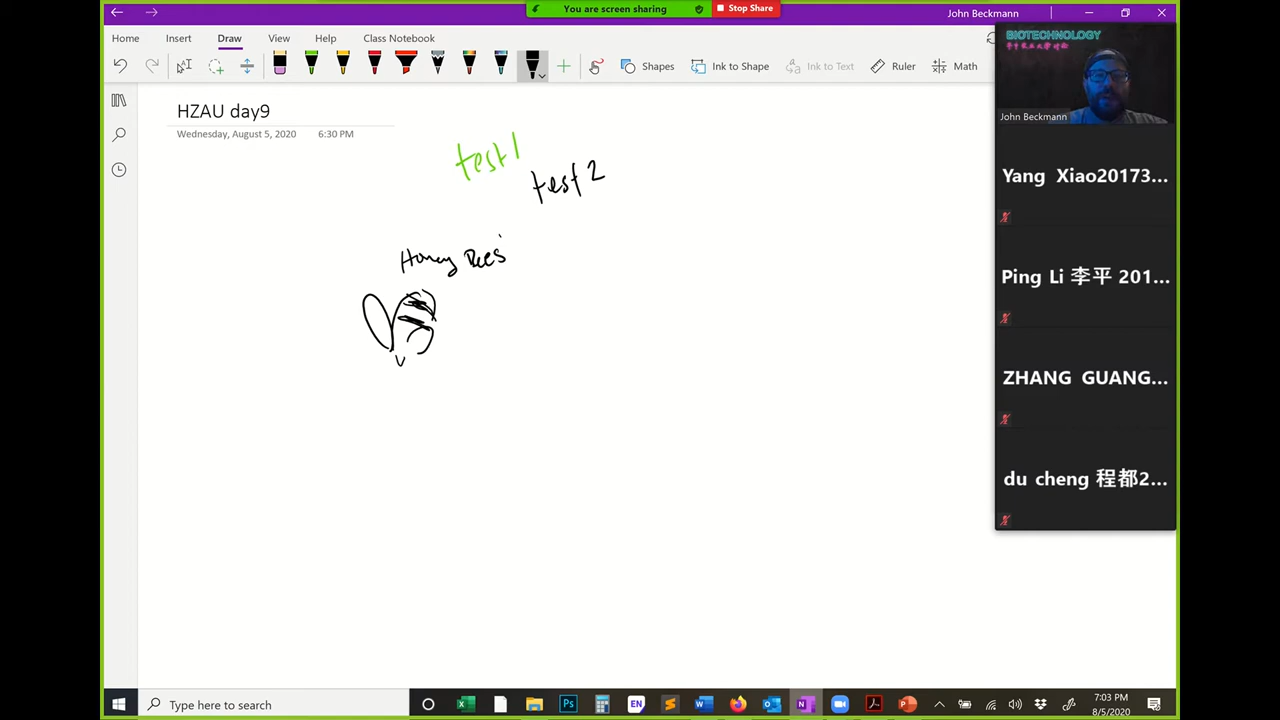 You are screen sharing
Stop Share
John Beckmann
Home Insert Draw View Help Class Notebook
Shapes Ink to Shape Ink to Text Ruler Math
BIOTECHNOLOGY
John Beckmann
HZAU day9
Wednesday, August 5, 2020 6:30 PM
test1
test 2
Honey Bees
Yang Xiao20173...
Ping Li 李平 201...
ZHANG GUANG...
du cheng 程都2...
Type here to search
EN
7:03 PM
8/5/2020